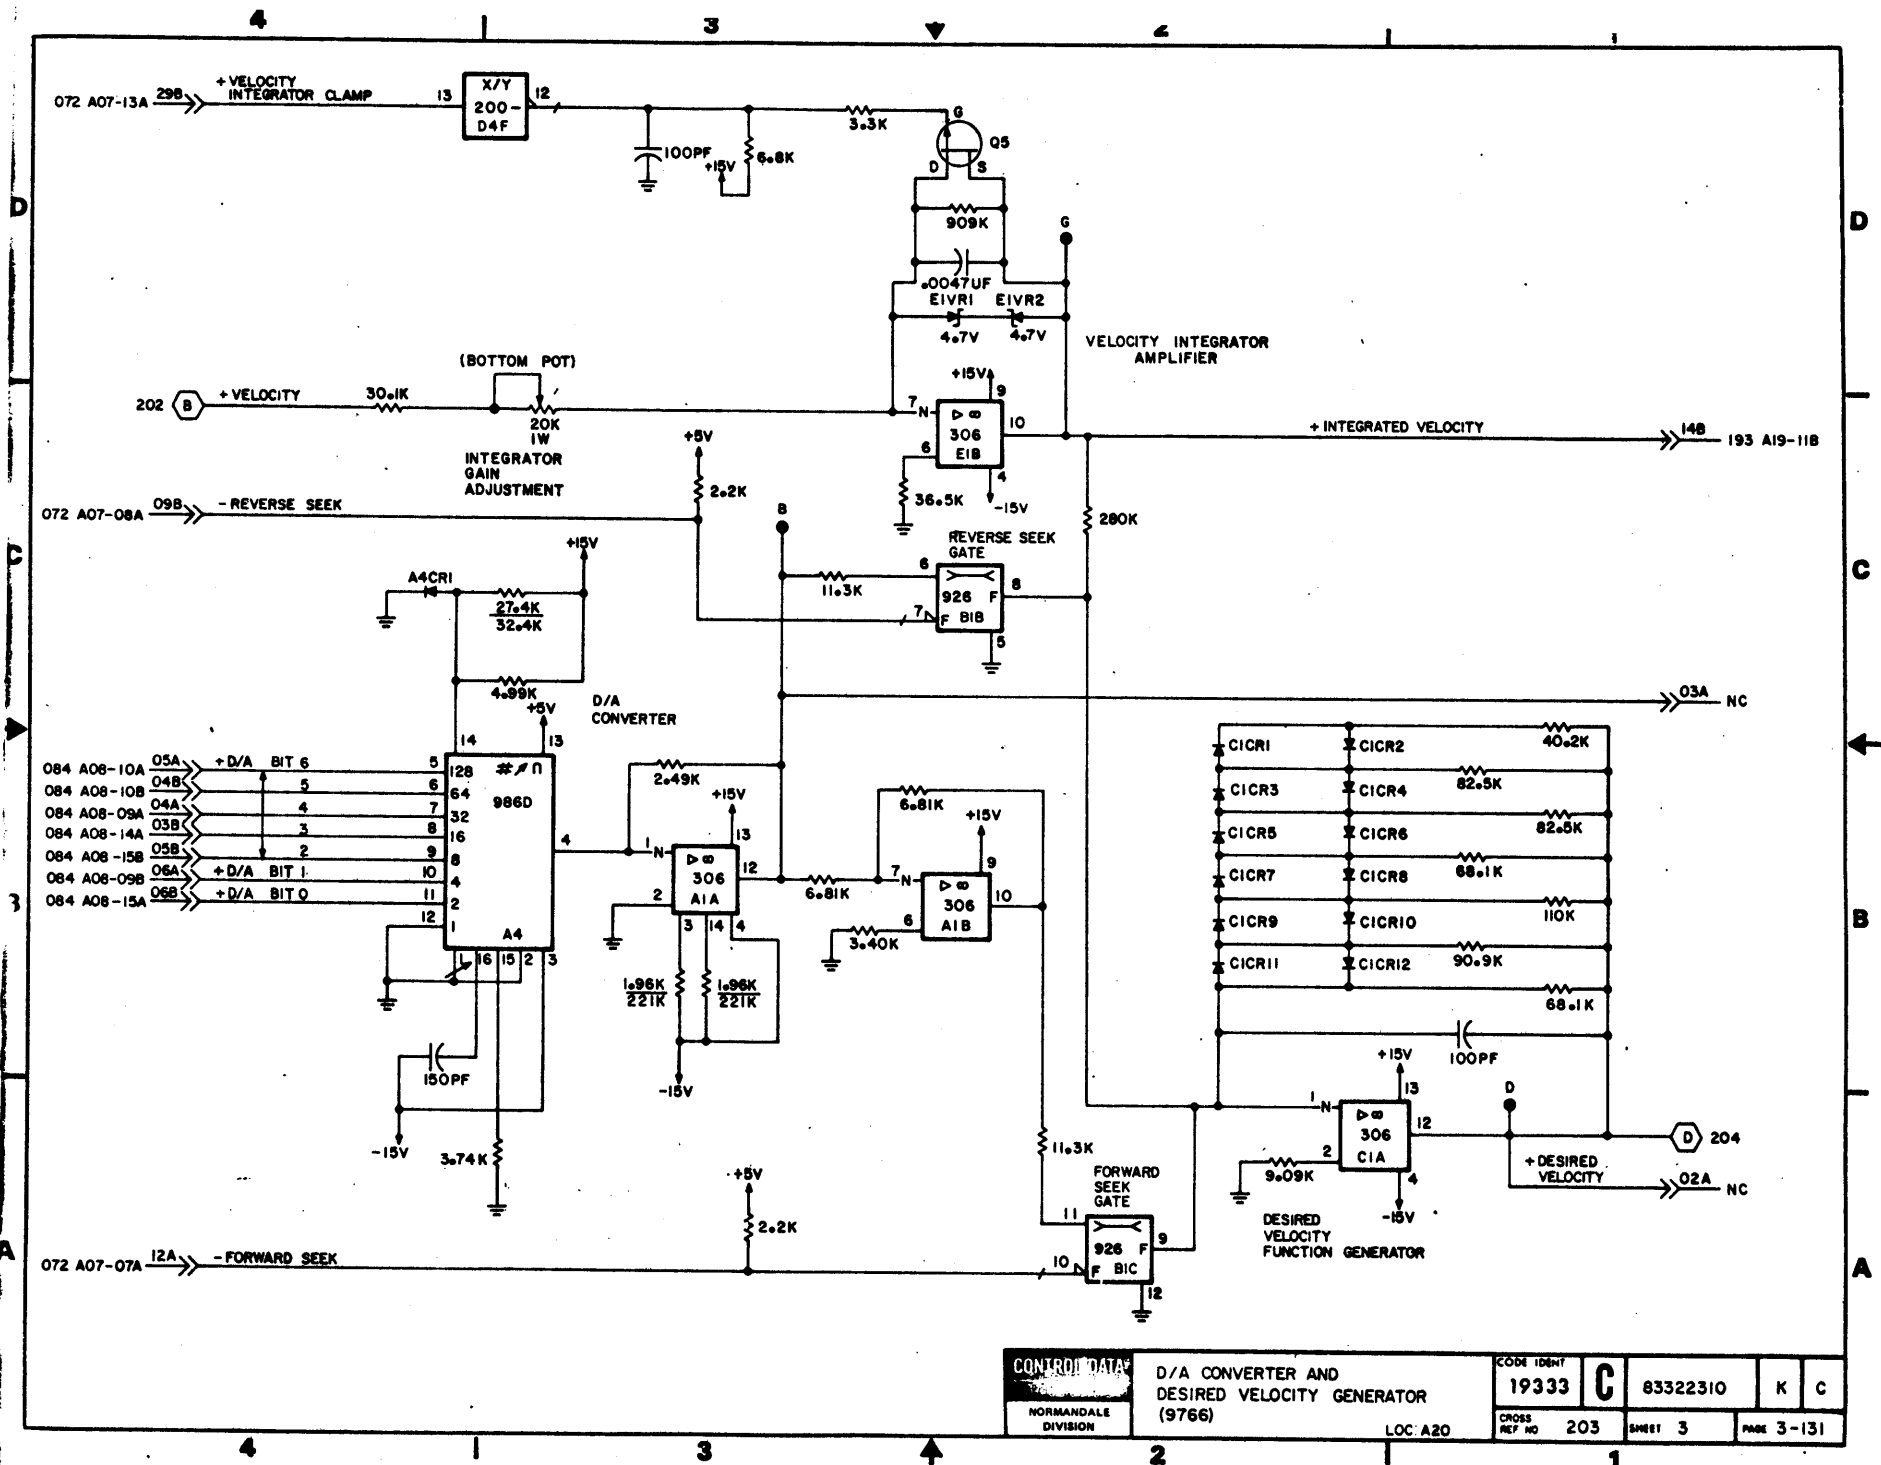 4 3 2 1
072 A07-13A 29B + VELOCITY INTEGRATOR CLAMP
13 X/Y 200 D4F 12
100PF
+15V
6.8K
3.3K
G Q5
D S
909K
.0047UF
E1VR1 E1VR2
4.7V 4.7V
G
D D
VELOCITY INTEGRATOR
AMPLIFIER
(BOTTOM POT)
202 B + VELOCITY 30.1K
20K
1W
INTEGRATOR
GAIN
ADJUSTMENT
+15V 9
7 N ▷ ∞ 10
306
6 E1B
4
-15V
36.5K
+ INTEGRATED VELOCITY 14B 193 A19-11B
+5V
2.2K
072 A07-08A 09B - REVERSE SEEK
B
280K
REVERSE SEEK
GATE
11.3K
6 8
926 F
7 F B1B
5
C C
+15V
A4CR1
27.4K
32.4K
4.99K
+5V
D/A
CONVERTER
14 13
03A NC
084 A08-10A 05A + D/A BIT 6 5 128
084 A08-10B 04B 5 6 64
084 A08-09A 04A 4 7 32
084 A08-14A 03B 3 8 16
084 A08-15B 05B 2 9 8
084 A08-09B 06A + D/A BIT 1 10 4
084 A08-15A 06B + D/A BIT 0 11 2
12 1
986D
A4
4
1 16 15 2 3
150PF
-15V
3.74K
2.49K
+15V
13
1 N ▷ ∞ 12
306
2 A1A
3 14 4
1.96K 1.96K
221K 221K
-15V
6.81K
6.81K
+15V
9
7 N ▷ ∞ 10
306
6 A1B
3.40K
C1CR1 C1CR2 40.2K
82.5K
C1CR3 C1CR4
82.5K
C1CR5 C1CR6
68.1K
C1CR7 C1CR8
110K
C1CR9 C1CR10
90.9K
C1CR11 C1CR12
68.1K
100PF
B
+15V
13
1 N ▷ ∞ 12
306
2 C1A
4
-15V
9.09K
D
D 204
+ DESIRED
VELOCITY
02A NC
DESIRED
VELOCITY
FUNCTION GENERATOR
11.3K
FORWARD
SEEK
GATE
11 9
926 F
10 F B1C
12
+5V
2.2K
072 A07-07A 12A - FORWARD SEEK
A A
CONTROL DATA
NORMANDALE
DIVISION
D/A CONVERTER AND
DESIRED VELOCITY GENERATOR
(9766)
LOC: A20
CODE IDENT
19333 C 83322310 K C
CROSS
REF NO 203 SHEET 3 PAGE 3-131
4 3 2 1